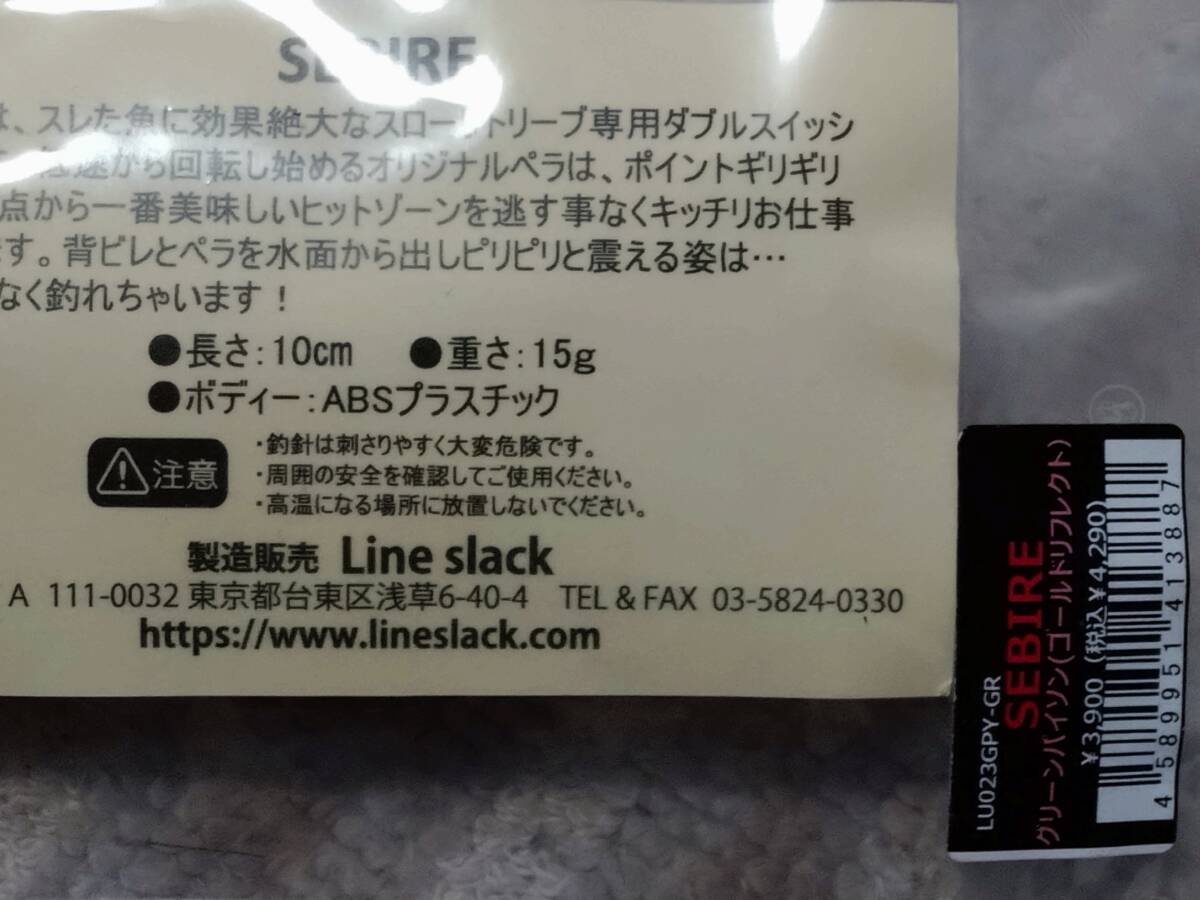 SEBIRE
は、スレた魚に効果絶大なスローリトリーブ専用ダブルスイッシ
低速から回転し始めるオリジナルペラは、ポイントギリギリ
点から一番美味しいヒットゾーンを逃す事なくキッチリお仕事
ます。背ビレとペラを水面から出しピリピリと震える姿は…
なく釣れちゃいます！
●長さ：10cm ●重さ：15g
●ボディー：ABSプラスチック
注意
・釣針は刺さりやすく大変危険です。
・周囲の安全を確認してご使用ください。
・高温になる場所に放置しないでください。
製造販売 Line slack
A 111-0032 東京都台東区浅草6-40-4 TEL & FAX 03-5824-0330
https://www.lineslack.com
LU023GPY-GR
SEBIRE
グリーンパイソン(ゴールドリフレクト)
¥3,900 (税込¥4,290)
4589951413887